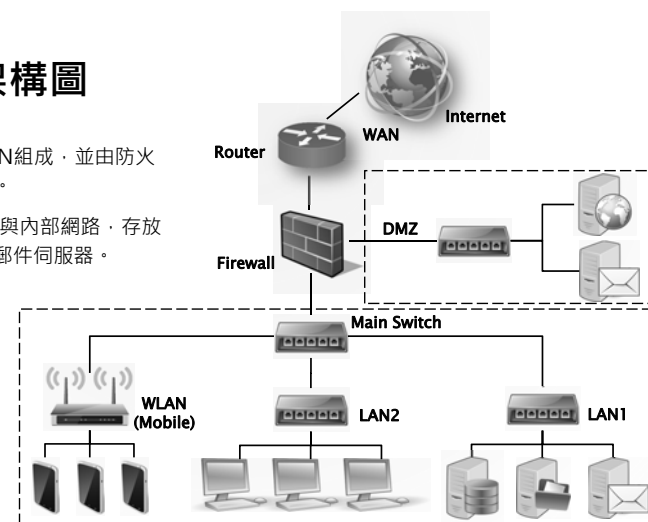 架構圖
N組成，並由防火
。
與內部網路，存放
郵件伺服器。
Internet
WAN
Router
DMZ
Firewall
Main Switch
WLAN
(Mobile)
LAN2
LAN1